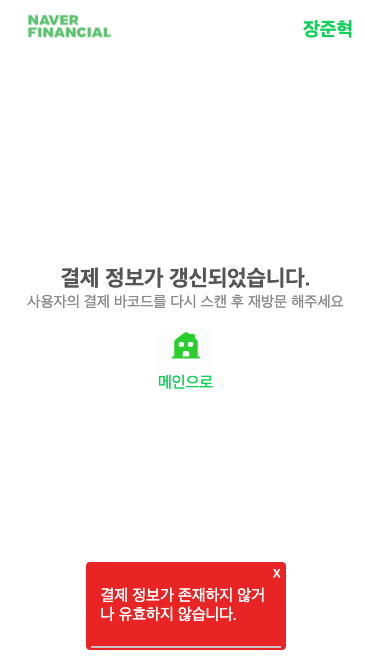 NAVER
FINANCIAL
장준혁
결제 정보가 갱신되었습니다.
사용자의 결제 바코드를 다시 스캔 후 재방문 해주세요
메인으로
X
결제 정보가 존재하지 않거
나 유효하지 않습니다.